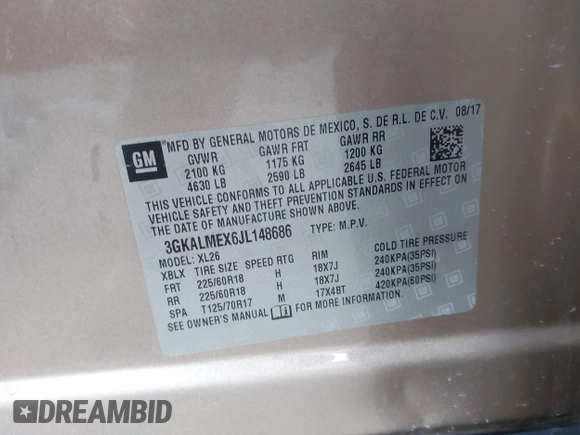 GM
MFD BY GENERAL MOTORS DE MEXICO, S. DE R.L. DE C.V. 08/17
GVWR GAWR FRT GAWR RR
2100 KG 1175 KG 1200 KG
4630 LB 2590 LB 2645 LB
THIS VEHICLE CONFORMS TO ALL APPLICABLE U.S. FEDERAL MOTOR
VEHICLE SAFETY AND THEFT PREVENTION STANDARDS IN EFFECT ON
THE DATE OF MANUFACTURE SHOWN ABOVE.
3GKALMEX6JL148686 TYPE: M.P.V.
MODEL: XL26
XBLX TIRE SIZE SPEED RTG RIM COLD TIRE PRESSURE
FRT 225/60R18 H 18X7J 240KPA(35PSI)
RR 225/60R18 H 18X7J 240KPA(35PSI)
SPA T125/70R17 M 17X4BT 420KPA(60PSI)
SEE OWNER'S MANUAL FOR MORE INFORMATION.
DREAMBID